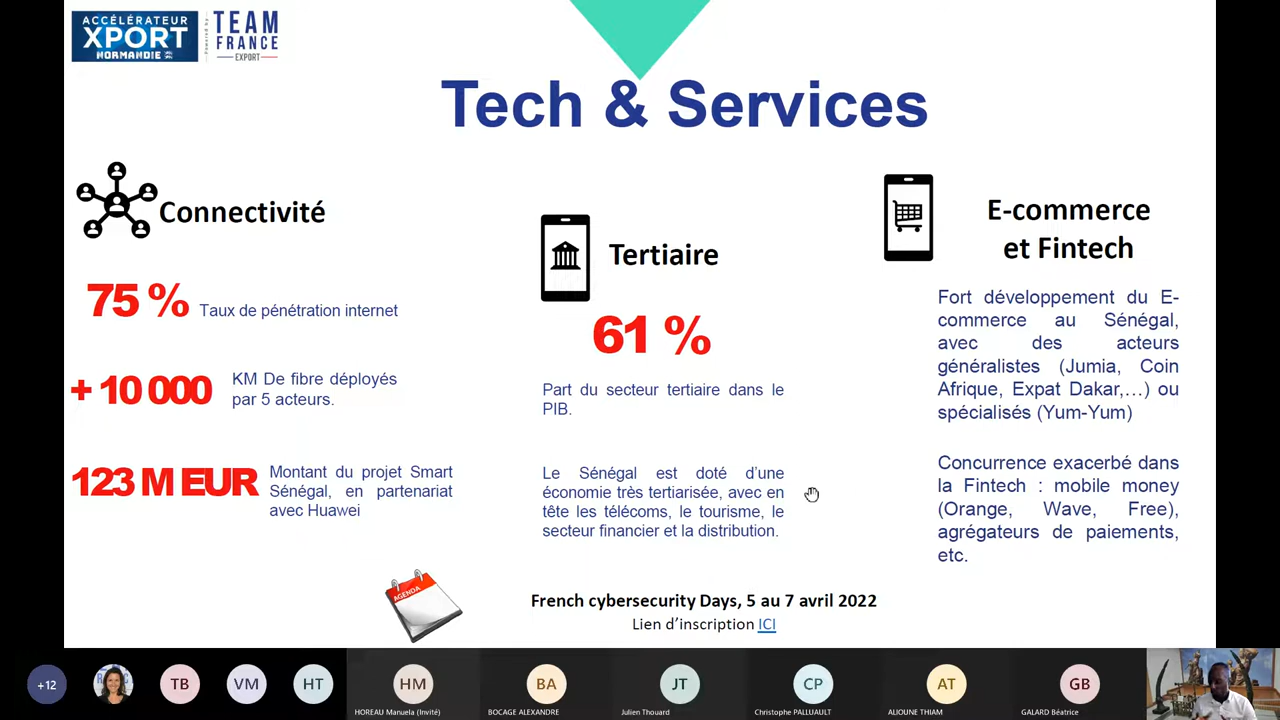 ACCÉLÉRATEUR
XPORT
NORMANDIE
Powered by
TEAM
FRANCE
EXPORT
Tech & Services
Connectivité
75 % Taux de pénétration internet
+ 10 000 KM De fibre déployés
par 5 acteurs.
123 M EUR Montant du projet Smart
Sénégal, en partenariat
avec Huawei
Tertiaire
61 %
Part du secteur tertiaire dans le
PIB.
Le Sénégal est doté d'une
économie très tertiarisée, avec en
tête les télécoms, le tourisme, le
secteur financier et la distribution.
E-commerce
et Fintech
Fort développement du E-
commerce au Sénégal,
avec des acteurs
généralistes (Jumia, Coin
Afrique, Expat Dakar,…) ou
spécialisés (Yum-Yum)
Concurrence exacerbé dans
la Fintech : mobile money
(Orange, Wave, Free),
agrégateurs de paiements,
etc.
AGENDA
French cybersecurity Days, 5 au 7 avril 2022
Lien d'inscription ICI
+12
TB
VM
HT
HM
BA
JT
CP
AT
GB
HOREAU Manuela (Invité)
BOCAGE ALEXANDRE
Julien Thouard
Christophe PALLUAULT
ALIOUNE THIAM
GALARD Béatrice